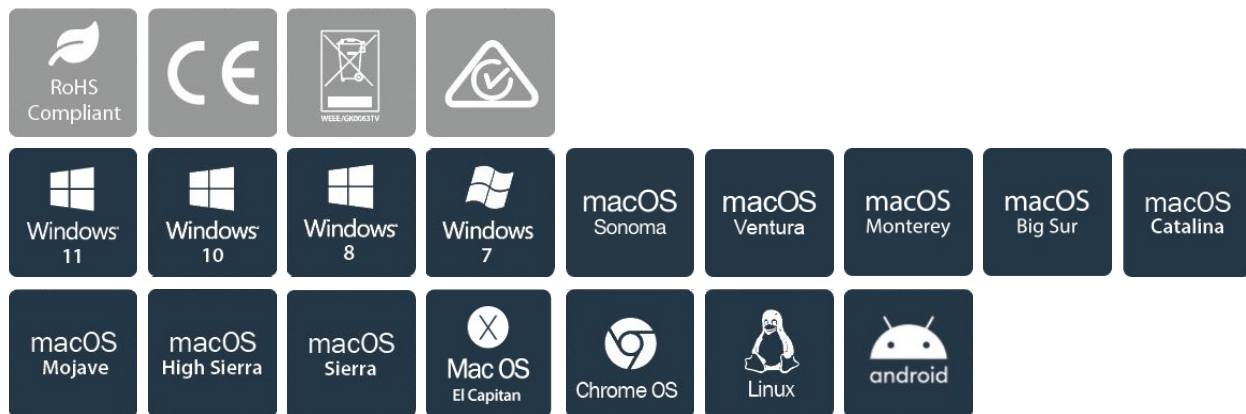 RoHS
Compliant
CE
WEEE/GK0063TV
Windows
11
Windows
10
Windows
8
Windows
7
macOS
Sonoma
macOS
Ventura
macOS
Monterey
macOS
Big Sur
macOS
Catalina
macOS
Mojave
macOS
High Sierra
macOS
Sierra
X
Mac OS
El Capitan
Chrome OS
Linux
android